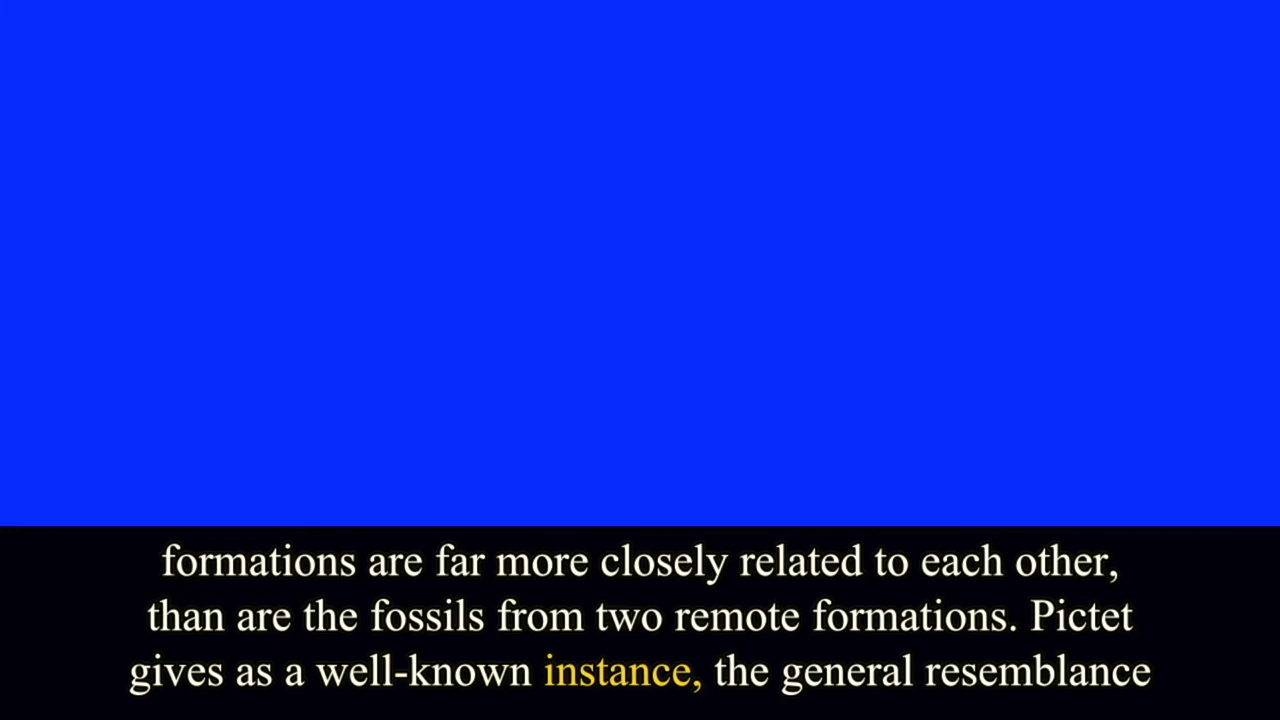 formations are far more closely related to each other,
than are the fossils from two remote formations. Pictet
gives as a well-known instance, the general resemblance